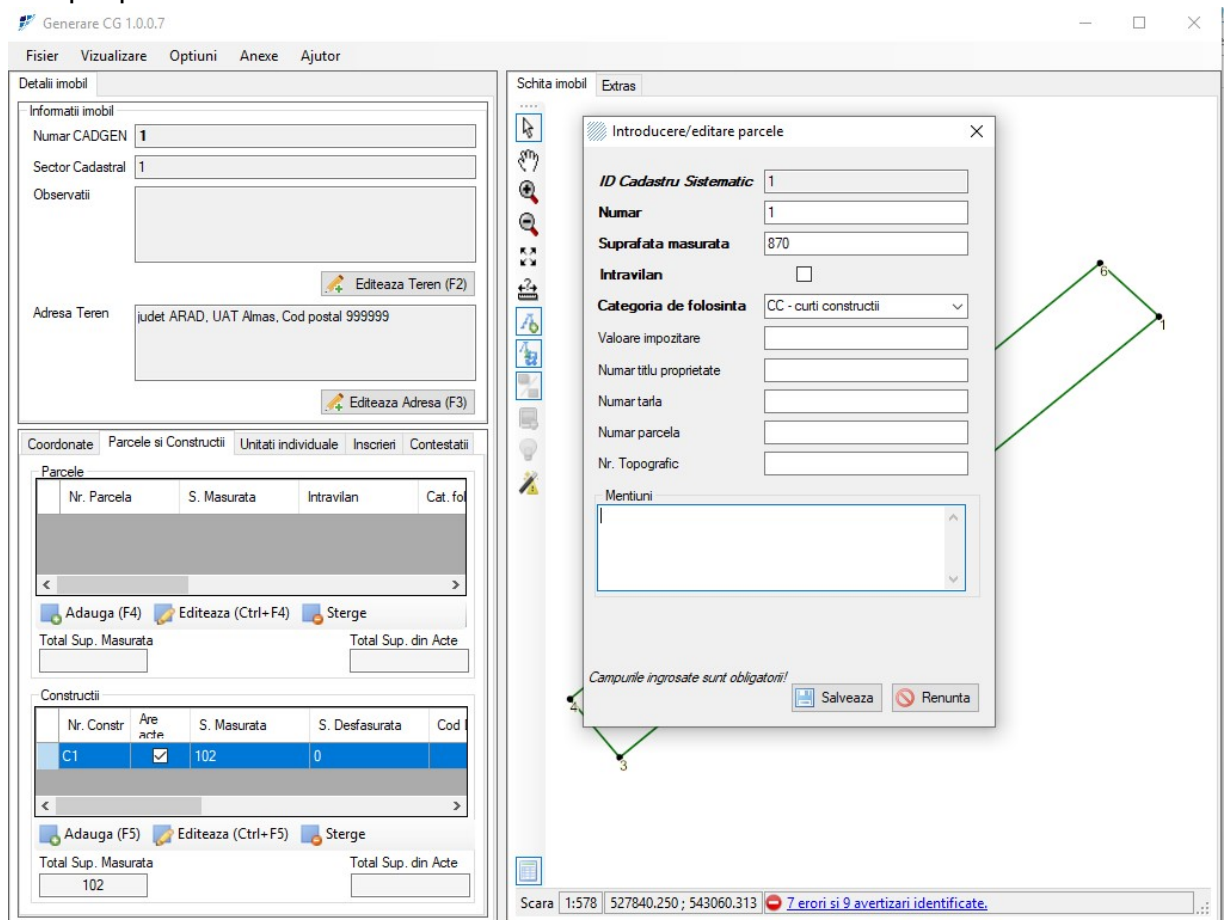 Generare CG 1.0.0.7
Fisier Vizualizare Optiuni Anexe Ajutor
Detalii imobil
Informatii imobil
Numar CADGEN 1
Sector Cadastral 1
Observatii
Editeaza Teren (F2)
Adresa Teren
judet ARAD, UAT Almas, Cod postal 999999
Editeaza Adresa (F3)
Coordonate Parcele si Constructii Unitati individuale Inscrieri Contestatii
Parcele
Nr. Parcela S. Masurata Intravilan Cat. fol
Adauga (F4) Editeaza (Ctrl+F4) Sterge
Total Sup. Masurata Total Sup. din Acte
Constructii
Nr. Constr Are acte S. Masurata S. Desfasurata Cod
C1 102 0
Adauga (F5) Editeaza (Ctrl+F5) Sterge
Total Sup. Masurata Total Sup. din Acte
102
Schita imobil Extras
Introducere/editare parcele
ID Cadastru Sistematic 1
Numar 1
Suprafata masurata 870
Intravilan
Categoria de folosinta CC - curti constructii
Valoare impozitare
Numar titlu proprietate
Numar tarla
Numar parcela
Nr. Topografic
Mentiuni
Campurile ingrosate sunt obligatorii!
Salveaza Renunta
6
1
4
3
Scara 1:578 527840.250 ; 543060.313 7 erori si 9 avertizari identificate.